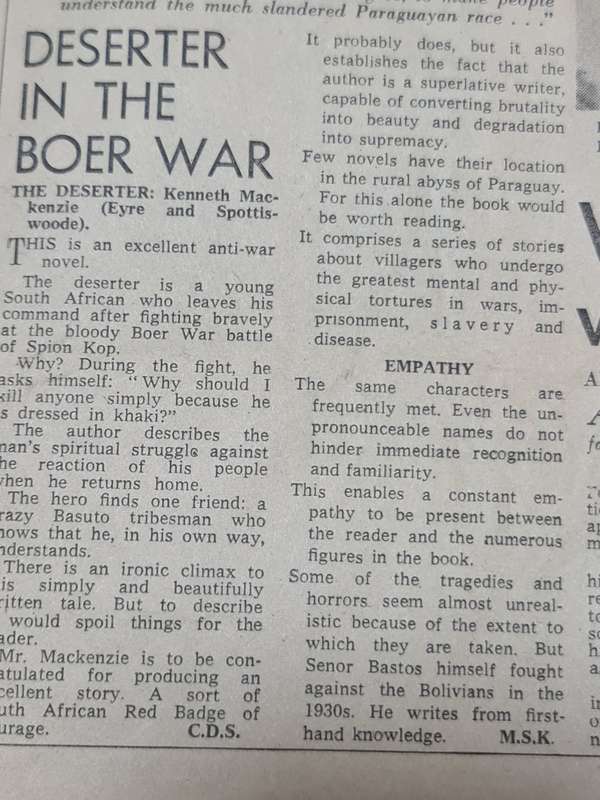 understand the much slandered Paraguayan race . . ."
DESERTER
IN THE
BOER WAR
THE DESERTER: Kenneth Mac-
kenzie (Eyre and Spottis-
woode).
THIS is an excellent anti-war
novel.
The deserter is a young
South African who leaves his
command after fighting bravely
at the bloody Boer War battle
of Spion Kop.
Why? During the fight, he
asks himself: "Why should I
kill anyone simply because he
s dressed in khaki?"
The author describes the
man's spiritual struggle against
he reaction of his people
when he returns home.
The hero finds one friend: a
razy Basuto tribesman who
nows that he, in his own way,
nderstands.
There is an ironic climax to
is simply and beautifully
ritten tale. But to describe
would spoil things for the
ader.
Mr. Mackenzie is to be con-
atulated for producing an
cellent story. A sort of
uth African Red Badge of
urage. C.D.S.
It probably does, but it also
establishes the fact that the
author is a superlative writer,
capable of converting brutality
into beauty and degradation
into supremacy.
Few novels have their location
in the rural abyss of Paraguay.
For this alone the book would
be worth reading.
It comprises a series of stories
about villagers who undergo
the greatest mental and phy-
sical tortures in wars, im-
prisonment, slavery and
disease.
EMPATHY
The same characters are
frequently met. Even the un-
pronounceable names do not
hinder immediate recognition
and familiarity.
This enables a constant em-
pathy to be present between
the reader and the numerous
figures in the book.
Some of the tragedies and
horrors seem almost unreal-
istic because of the extent to
which they are taken. But
Senor Bastos himself fought
against the Bolivians in the
1930s. He writes from first-
hand knowledge. M.S.K.